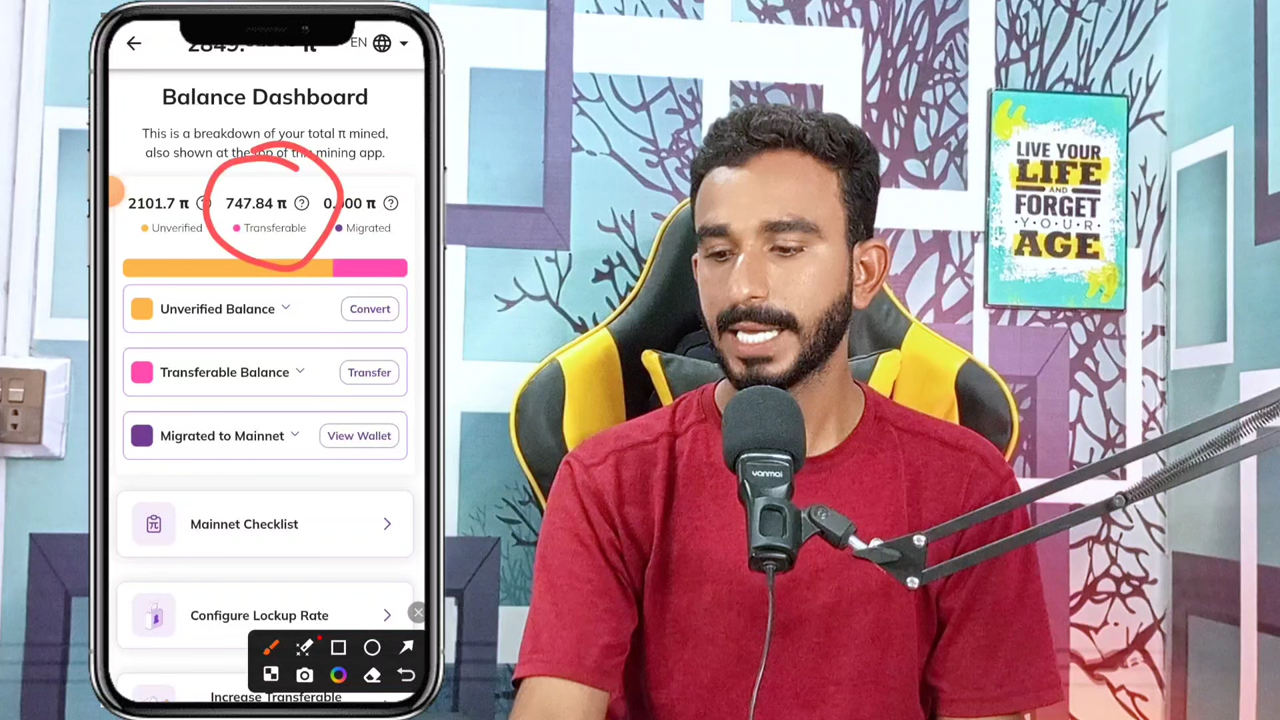 EN
Balance Dashboard
This is a breakdown of your total π mined,
also shown at the top of this mining app.
2101.7 π
747.84 π
π
Unverified
Transferable
Migrated
Unverified Balance
Convert
Transferable Balance
Transfer
Migrated to Mainnet
View Wallet
Mainnet Checklist
Configure Lockup Rate
Increase Transferable
LIVE YOUR
LIFE
AND
FORGET
YOUR
AGE
vanmai